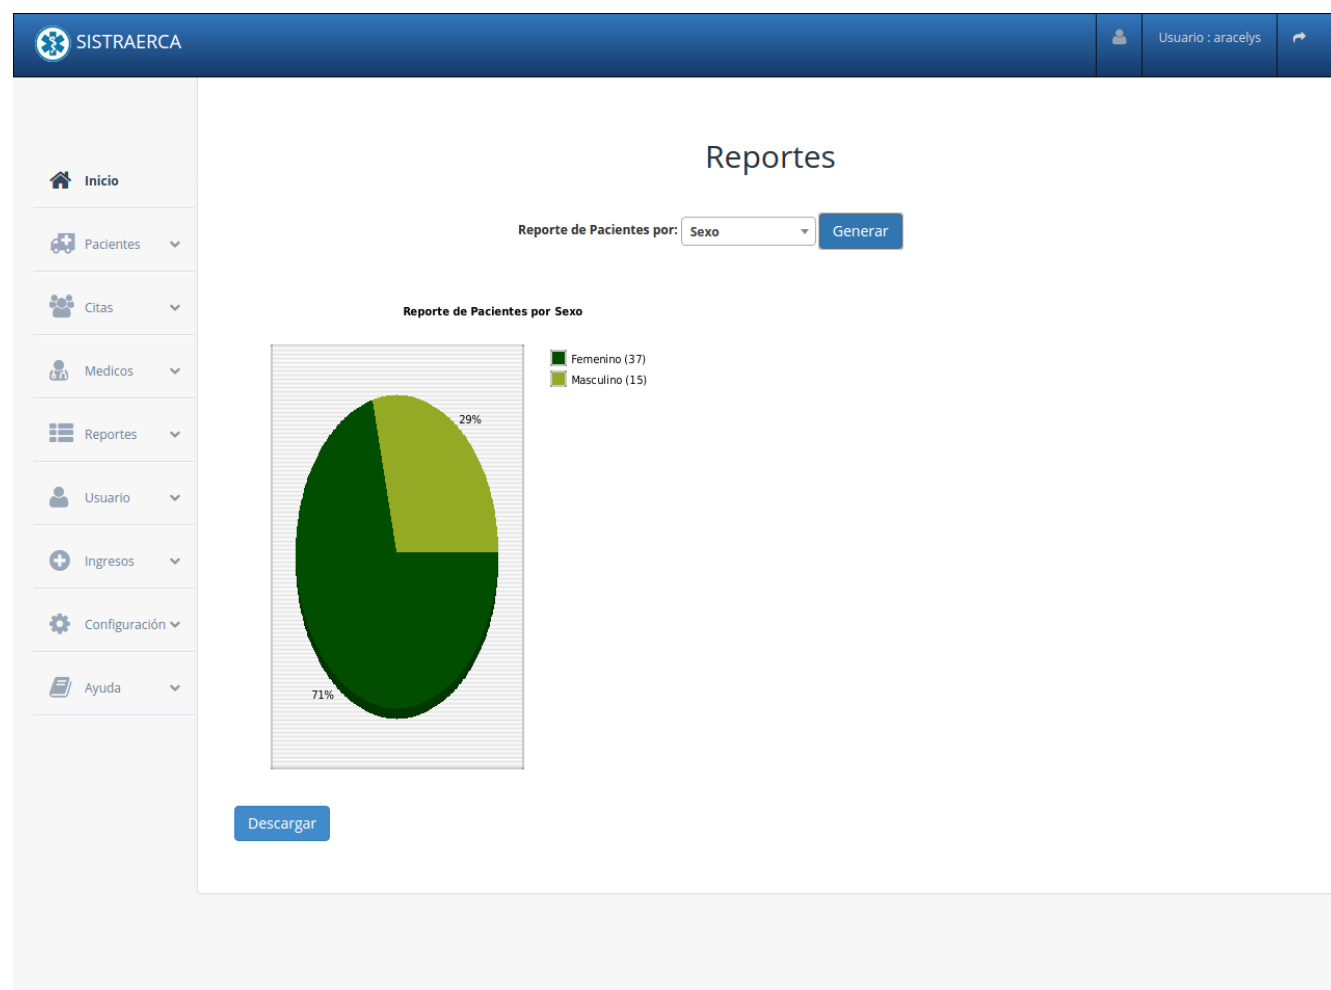 SISTRAERCA
Usuario : aracelys
Reportes
Inicio
Pacientes
Citas
Medicos
Reportes
Usuario
Ingresos
Configuración
Ayuda
Reporte de Pacientes por: Sexo Generar
Reporte de Pacientes por Sexo
Femenino (37)
Masculino (15)
29%
71%
Descargar